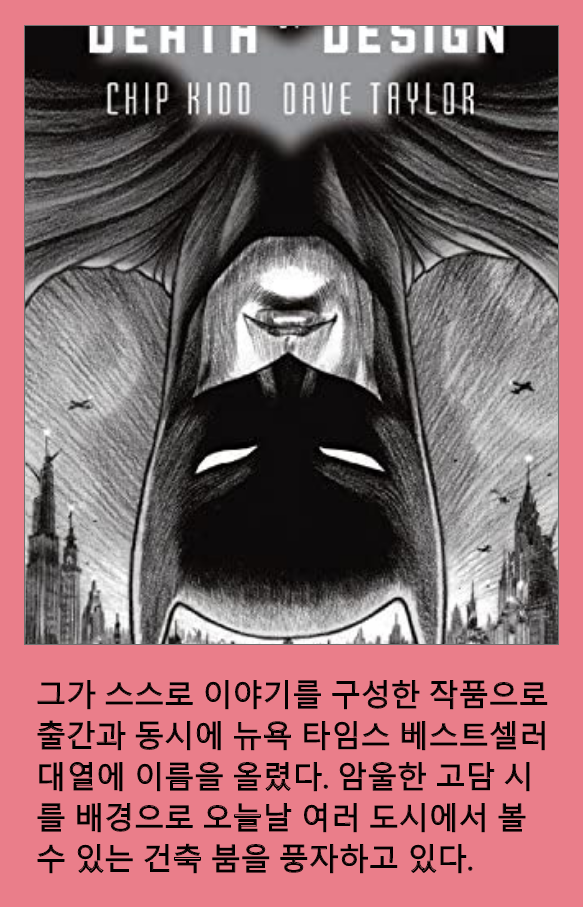 DEATH BY DESIGN
CHIP KIDD DAVE TAYLOR
그가 스스로 이야기를 구성한 작품으로
출간과 동시에 뉴욕 타임스 베스트셀러
대열에 이름을 올렸다. 암울한 고담 시
를 배경으로 오늘날 여러 도시에서 볼
수 있는 건축 붐을 풍자하고 있다.